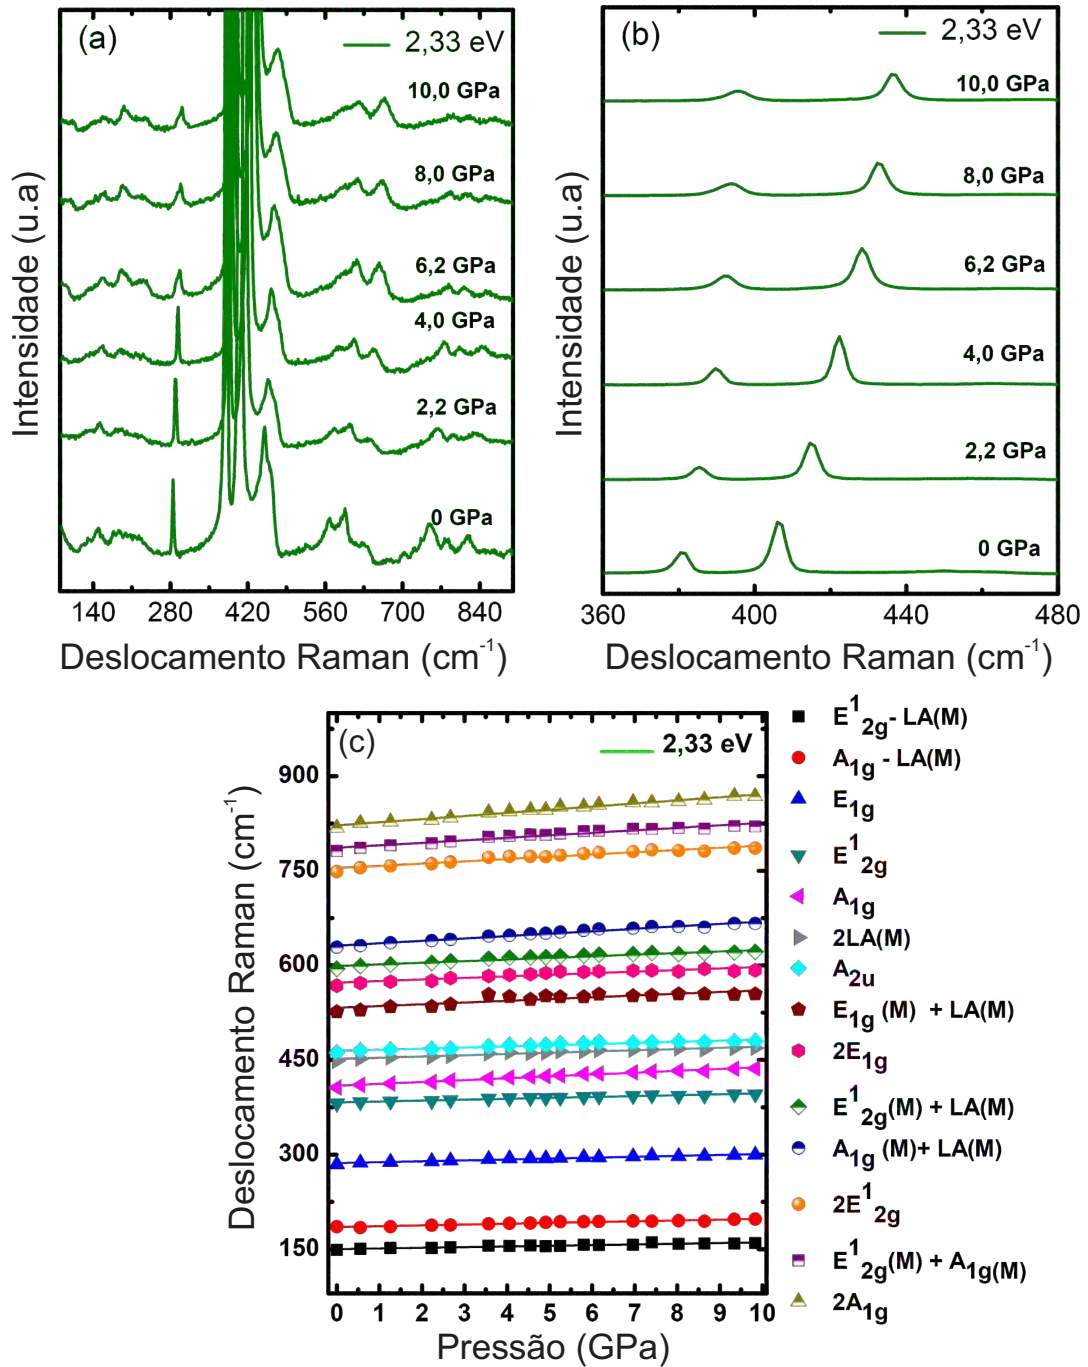 (a)
2,33 eV
10,0 GPa
8,0 GPa
6,2 GPa
4,0 GPa
2,2 GPa
0 GPa
Intensidade (u.a)
140 280 420 560 700 840
Deslocamento Raman (cm⁻¹)
(b)
2,33 eV
10,0 GPa
8,0 GPa
6,2 GPa
4,0 GPa
2,2 GPa
0 GPa
Intensidade (u.a)
360 400 440 480
Deslocamento Raman (cm⁻¹)
(c)
2,33 eV
900
750
600
450
300
150
Deslocamento Raman (cm⁻¹)
0 1 2 3 4 5 6 7 8 9 10
Pressão (GPa)
E¹₂g- LA(M)
A₁g - LA(M)
E₁g
E¹₂g
A₁g
2LA(M)
A₂u
E₁g (M) + LA(M)
2E₁g
E¹₂g(M) + LA(M)
A₁g (M)+ LA(M)
2E¹₂g
E¹₂g(M) + A₁g(M)
2A₁g